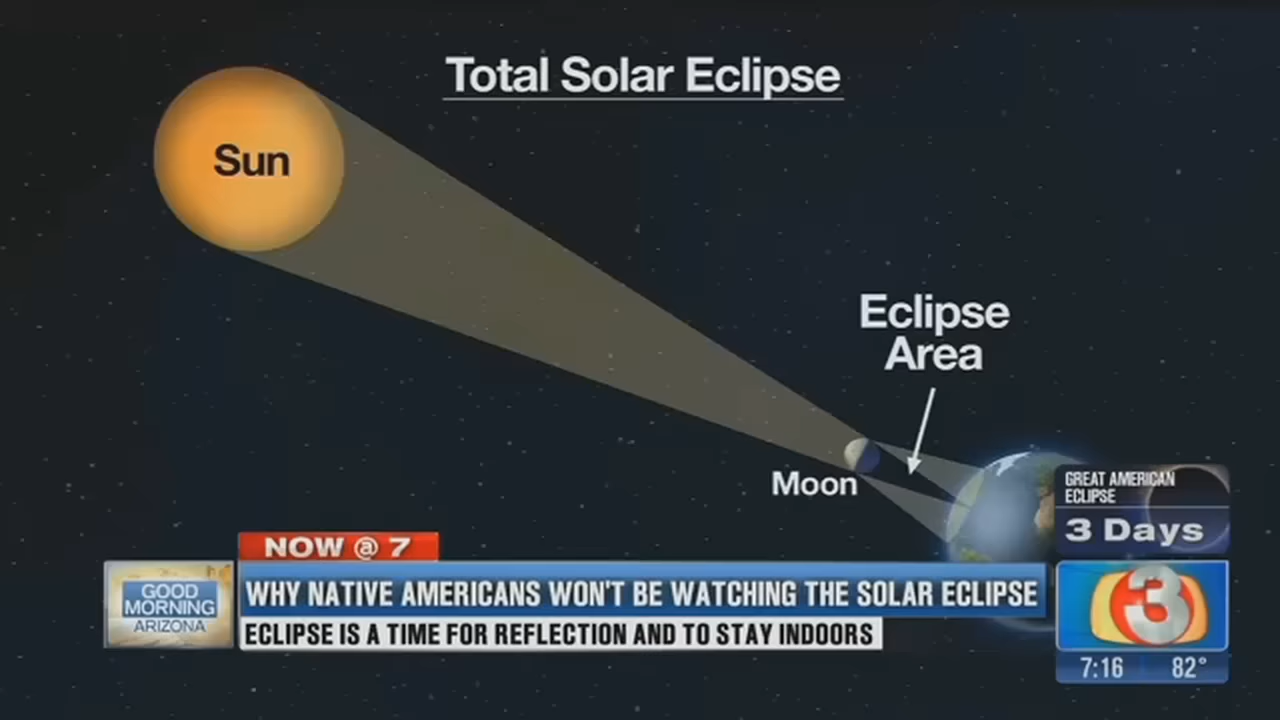 Total Solar Eclipse
Sun
Eclipse
Area
Moon
GREAT AMERICAN
ECLIPSE
3 Days
NOW @ 7
GOOD
MORNING
ARIZONA
WHY NATIVE AMERICANS WON'T BE WATCHING THE SOLAR ECLIPSE
ECLIPSE IS A TIME FOR REFLECTION AND TO STAY INDOORS
3
7:16 82°